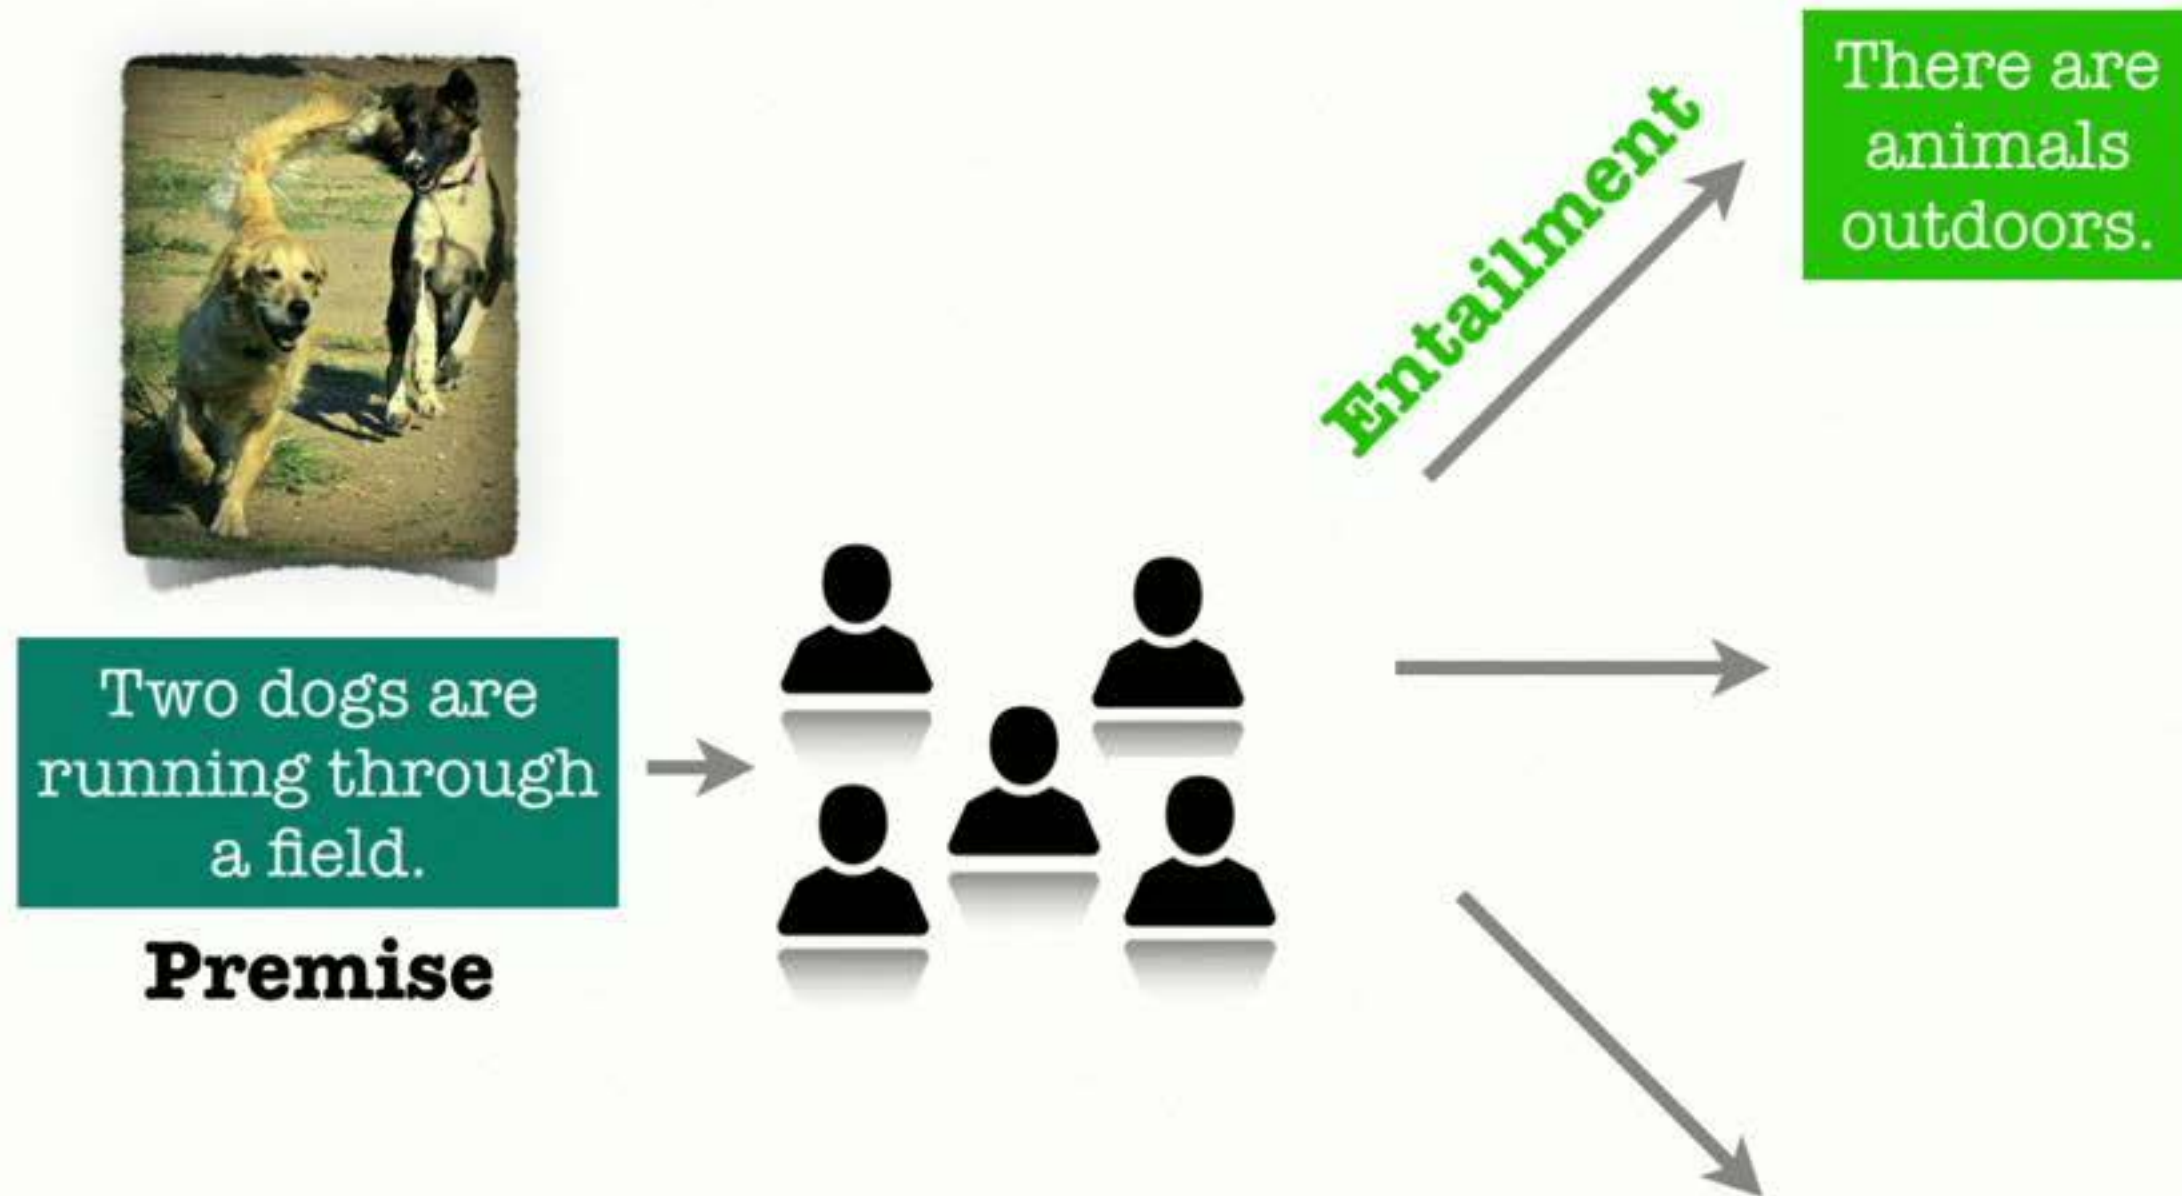 Two dogs are
running through
a field.
Premise
Entailment
There are
animals
outdoors.